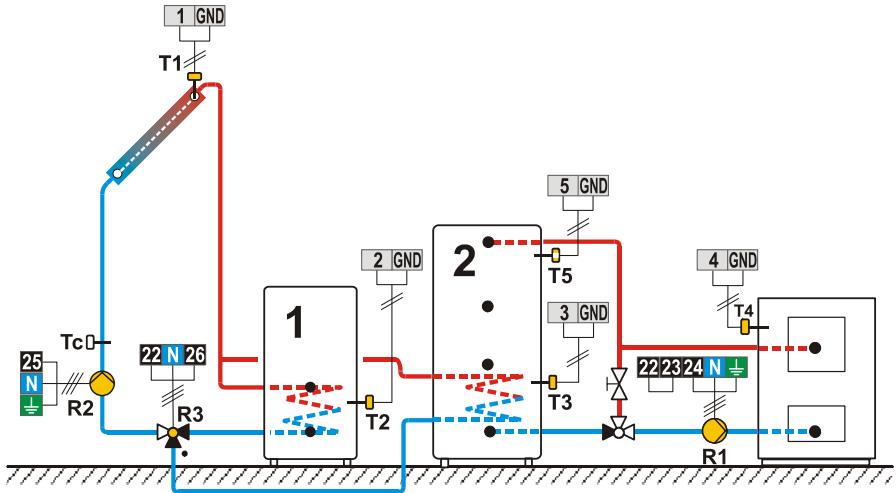 1 GND
T1
5 GND
2
T5
2 GND
4 GND
3 GND
T4
1
Tc
22 N 26
22 23 24 N
25
N
R2
R3
T2
T3
R1